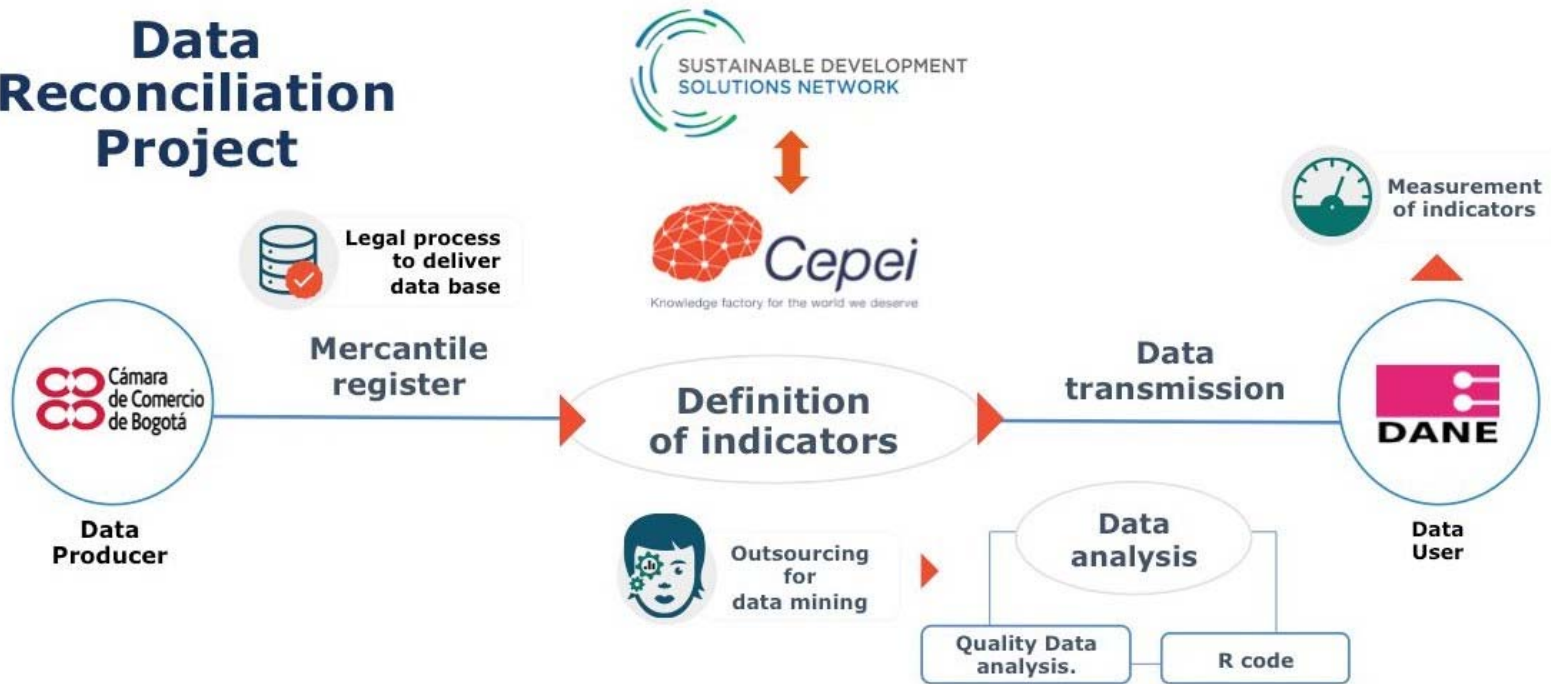 Data
Reconciliation
Project
SUSTAINABLE DEVELOPMENT
SOLUTIONS NETWORK
Cepei
Knowledge factory for the world we deserve
Measurement
of indicators
Legal process
to deliver
data base
Mercantile
register
Cámara
de Comercio
de Bogotá
Data
Producer
Definition
of indicators
Data
transmission
DANE
Data
User
Outsourcing
for
data mining
Data
analysis
Quality Data
analysis.
R code